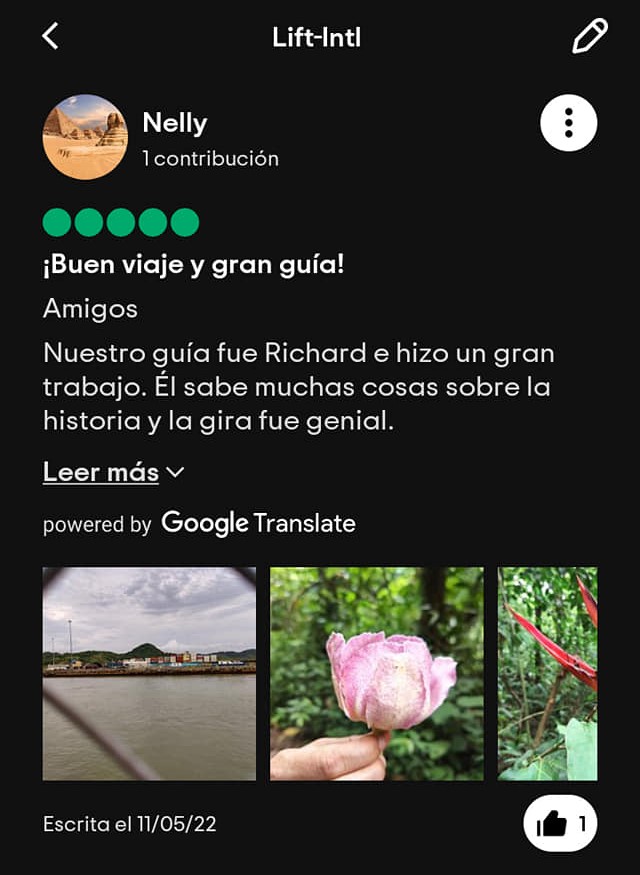 Lift-Intl
Nelly
1 contribución
¡Buen viaje y gran guía!
Amigos
Nuestro guía fue Richard e hizo un gran
trabajo. Él sabe muchas cosas sobre la
historia y la gira fue genial.
Leer más
powered by Google Translate
Escrita el 11/05/22
1